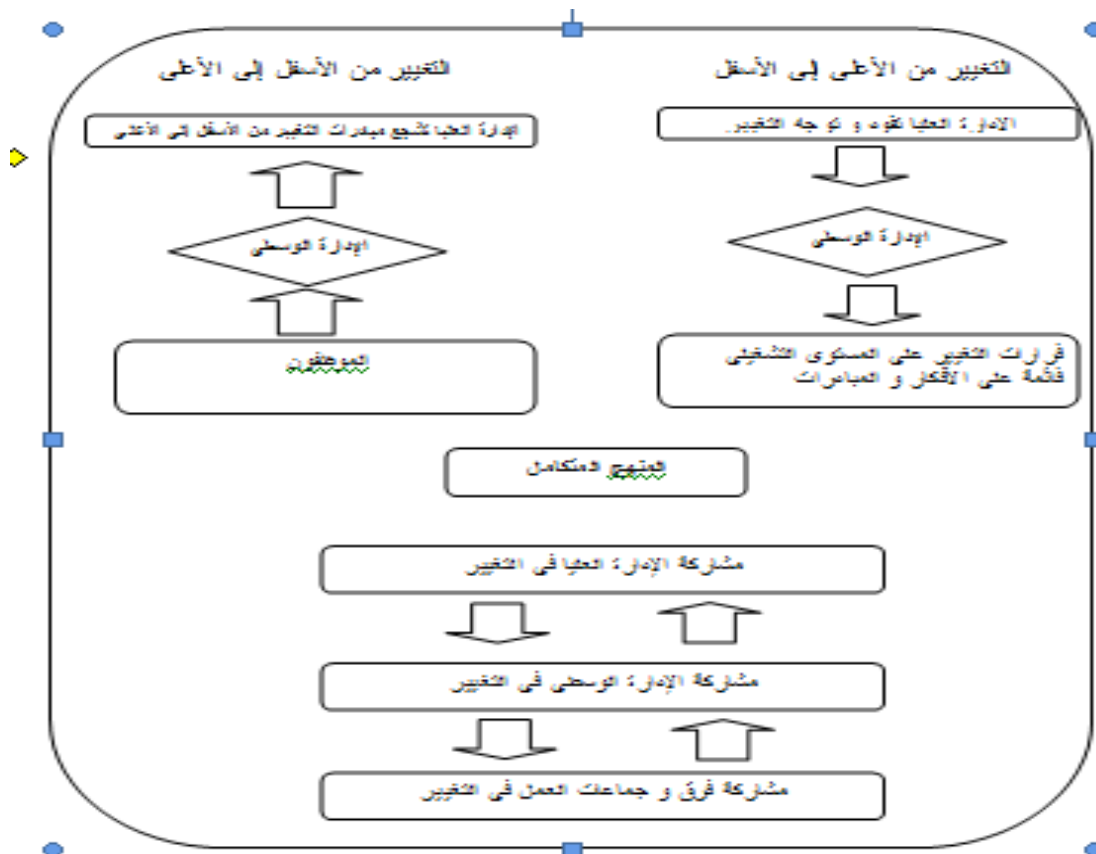 التغيير من الأعلى إلى الأسفل
الإدارة العليا تقود و توجه التغيير.
الإدارة الوسطى
قرارات التغيير على المستوى التشغيلي
قائمة على الأفكار و المبادرات
التغيير من الأسفل إلى الأعلى
الإدارة العليا تشجع مبادرات التغيير من الأسفل إلى الأعلى
الإدارة الوسطى
الموظفون
المنهج المتكامل
مشاركة الإدارة العليا في التغيير
مشاركة الإدارة الوسطى في التغيير
مشاركة فرق و جماعات العمل في التغيير